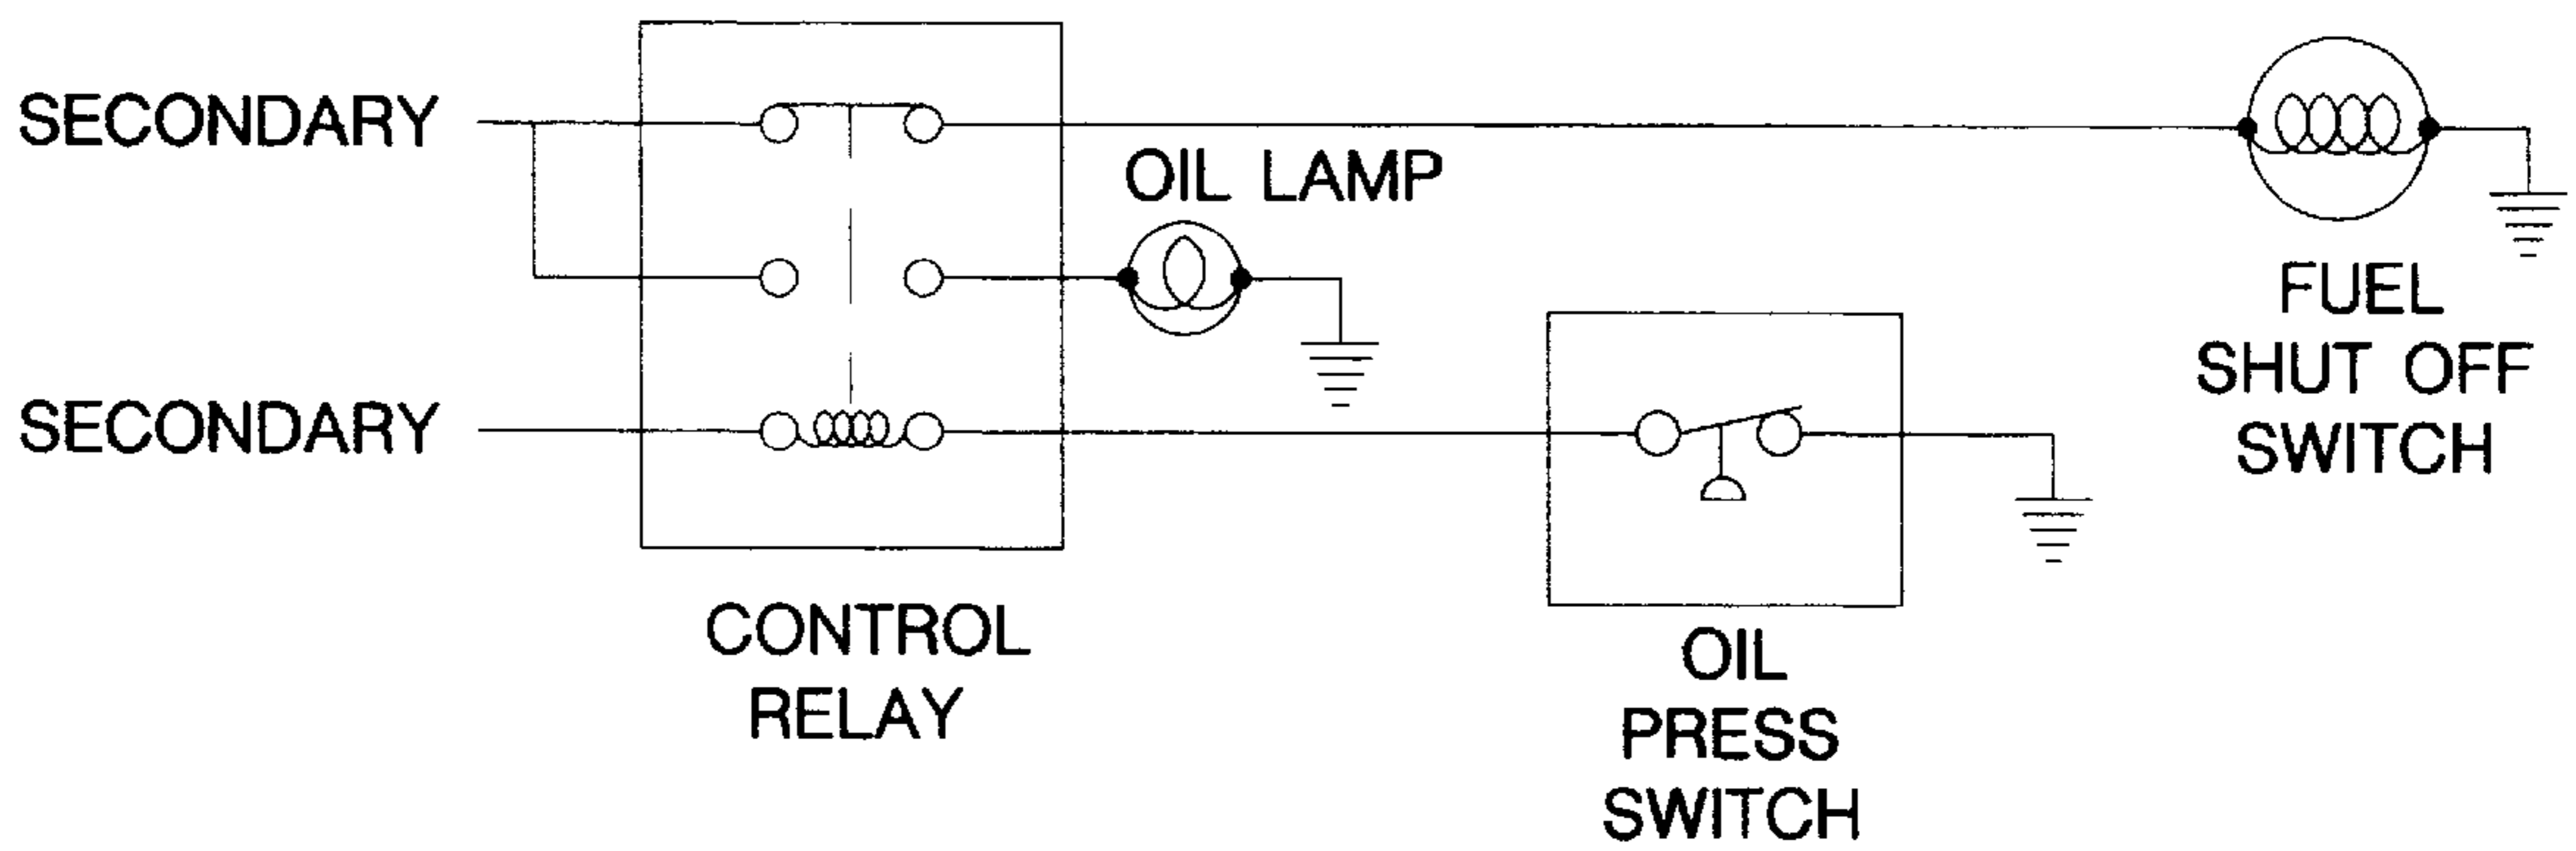 SECONDARY
OIL LAMP
FUEL
SHUT OFF
SWITCH
SECONDARY
CONTROL
RELAY
OIL
PRESS
SWITCH